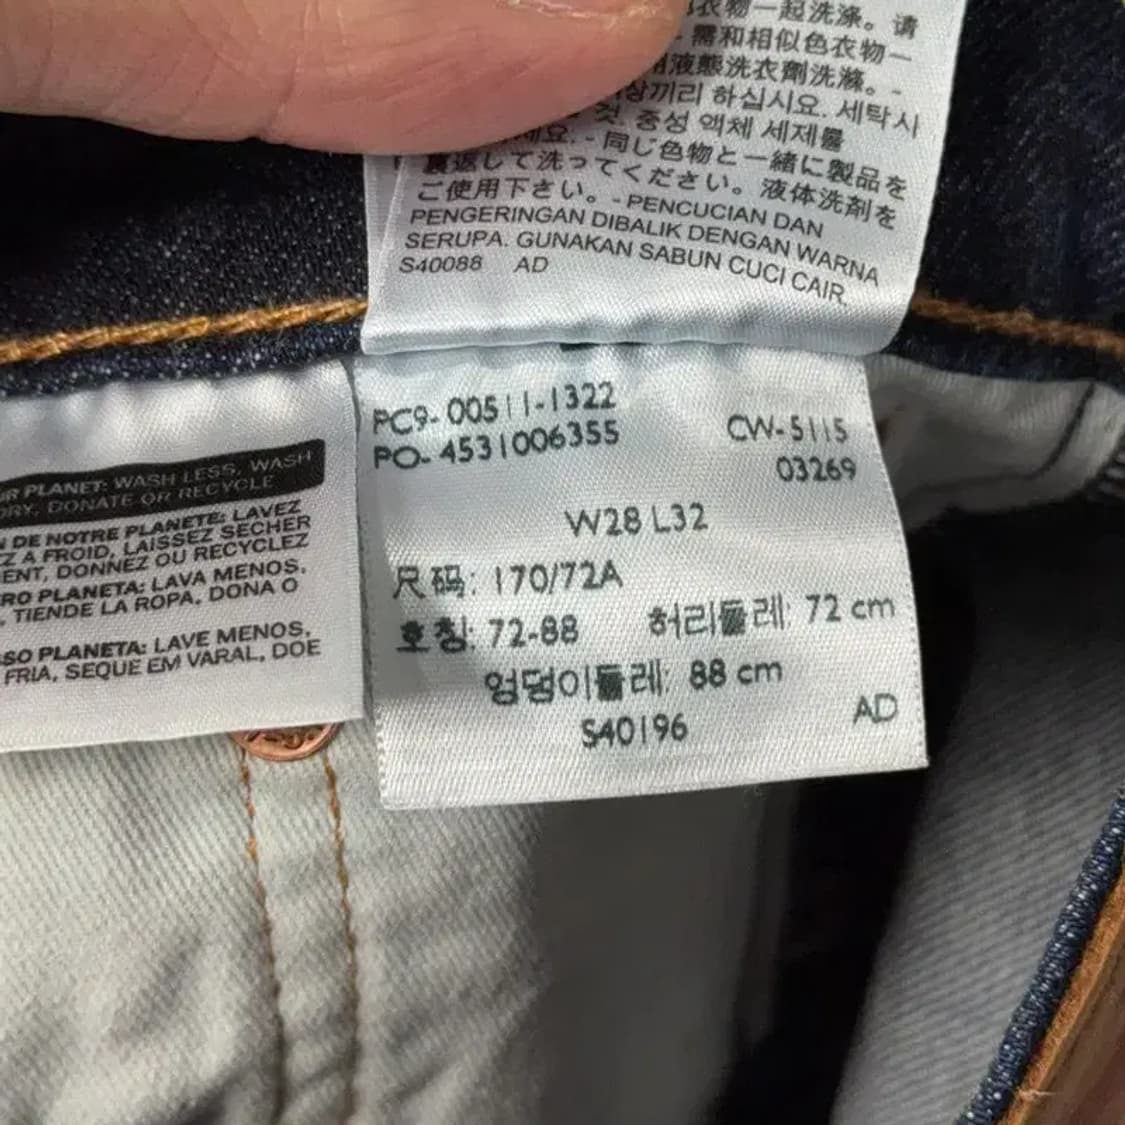 衣物一起洗涤。请
需和相似色衣物一
液態洗衣劑洗滌。-
하십시요. 세탁시
것. 중성 액체 세제를
- 同じ色物と一緒に製品を
裏返して洗ってください。液体洗剤を
ご使用下さい。- PENCUCIAN DAN
PENGERINGAN DIBALIK DENGAN WARNA
SERUPA. GUNAKAN SABUN CUCI CAIR.
S40088 AD
PLANET: WASH LESS, WASH
DRY, DONATE OR RECYCLE
DE NOTRE PLANETE: LAVEZ
A FROID, LAISSEZ SECHER
DONNEZ OU RECYCLEZ
PLANETA: LAVA MENOS,
TIENDE LA ROPA, DONA O
PLANETA: LAVE MENOS,
FRIA, SEQUE EM VARAL, DOE
PC9-00511-1322
PO-4531006355
CW-5115
03269
W28 L32
尺码: 170/72A
호칭: 72-88 허리둘레: 72 cm
엉덩이둘레: 88 cm
S40196 AD